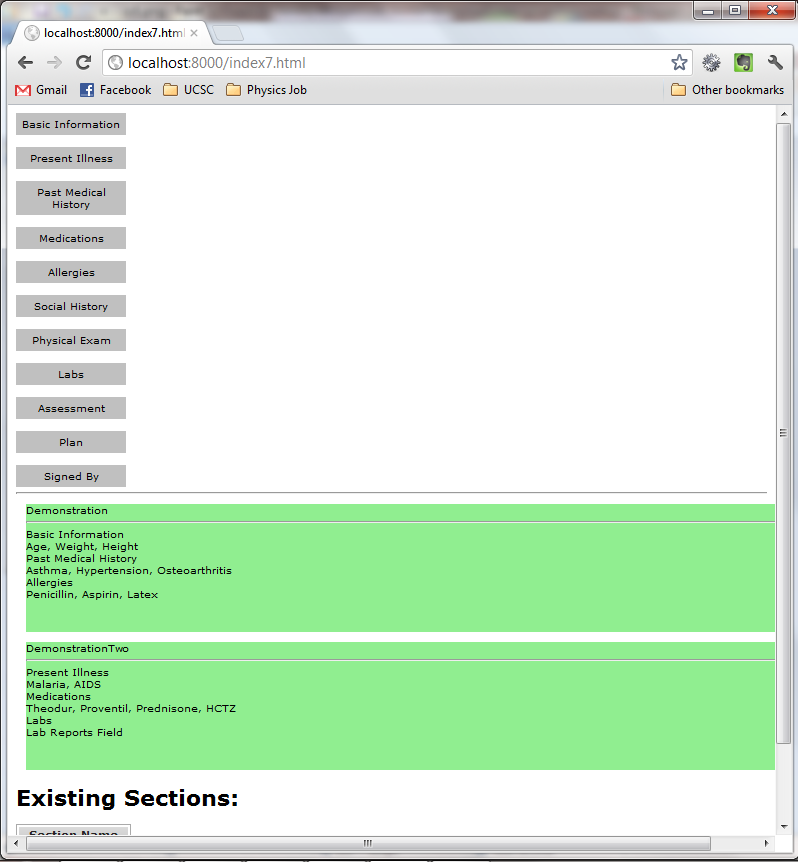 localhost:8000/index7.html
localhost:8000/index7.html
Gmail Facebook UCSC Physics Job Other bookmarks
Basic Information
Present Illness
Past Medical
History
Medications
Allergies
Social History
Physical Exam
Labs
Assessment
Plan
Signed By
Demonstration
Basic Information
Age, Weight, Height
Past Medical History
Asthma, Hypertension, Osteoarthritis
Allergies
Penicillin, Aspirin, Latex
DemonstrationTwo
Present Illness
Malaria, AIDS
Medications
Theodur, Proventil, Prednisone, HCTZ
Labs
Lab Reports Field
Existing Sections:
Section Name